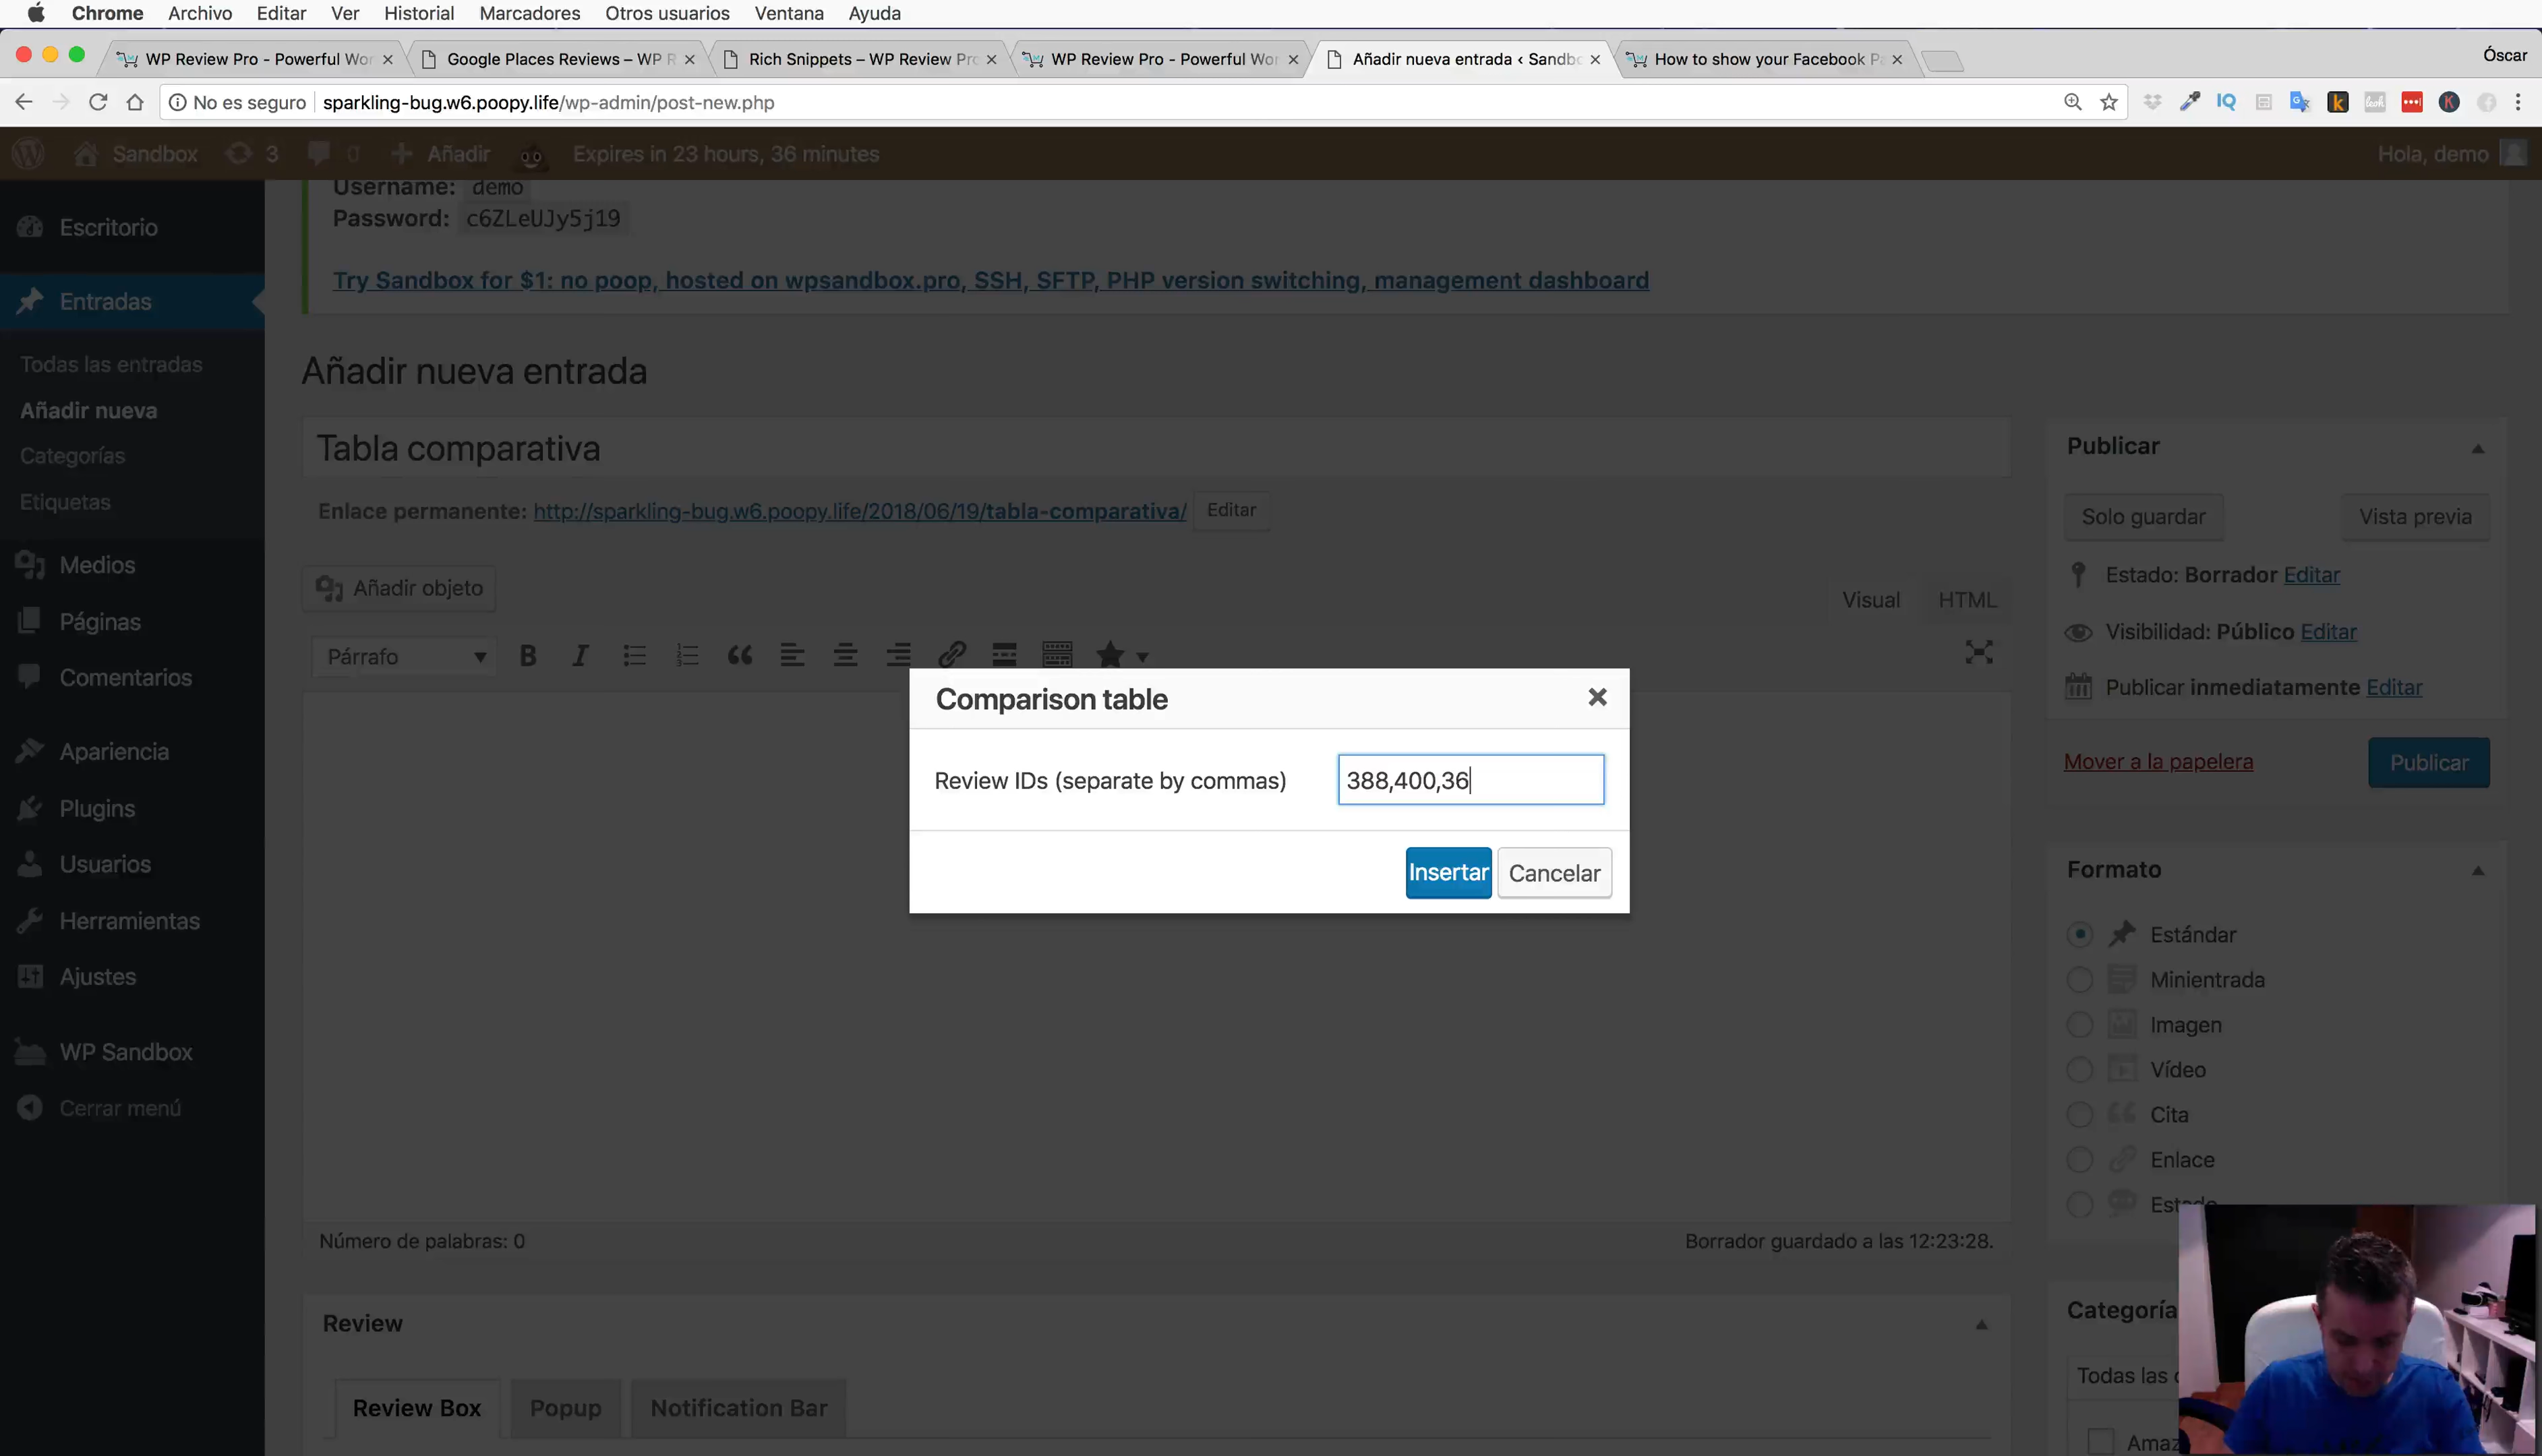 Chrome Archivo Editar Ver Historial Marcadores Otros usuarios Ventana Ayuda
WP Review Pro - Powerful Wor Google Places Reviews – WP R Rich Snippets – WP Review Pro WP Review Pro - Powerful Wor Añadir nueva entrada ‹ Sandbo How to show your Facebook Pa Óscar
No es seguro sparkling-bug.w6.poopy.life/wp-admin/post-new.php
Sandbox 3 0 Añadir Expires in 23 hours, 36 minutes Hola, demo
Username: demo
Password: c6ZLeUJy5j19
Try Sandbox for $1: no poop, hosted on wpsandbox.pro, SSH, SFTP, PHP version switching, management dashboard
Escritorio
Entradas
Todas las entradas
Añadir nueva
Categorías
Etiquetas
Medios
Páginas
Comentarios
Apariencia
Plugins
Usuarios
Herramientas
Ajustes
WP Sandbox
Cerrar menú
Añadir nueva entrada
Tabla comparativa
Enlace permanente: http://sparkling-bug.w6.poopy.life/2018/06/19/tabla-comparativa/ Editar
Añadir objeto
Visual HTML
Párrafo
Comparison table
Review IDs (separate by commas) 388,400,36
Insertar Cancelar
Número de palabras: 0 Borrador guardado a las 12:23:28.
Review
Review Box Popup Notification Bar
Publicar
Solo guardar Vista previa
Estado: Borrador Editar
Visibilidad: Público Editar
Publicar inmediatamente Editar
Mover a la papelera Publicar
Formato
Estándar
Minientrada
Imagen
Vídeo
Cita
Enlace
Estado
Categoría
Todas las c
Amaz